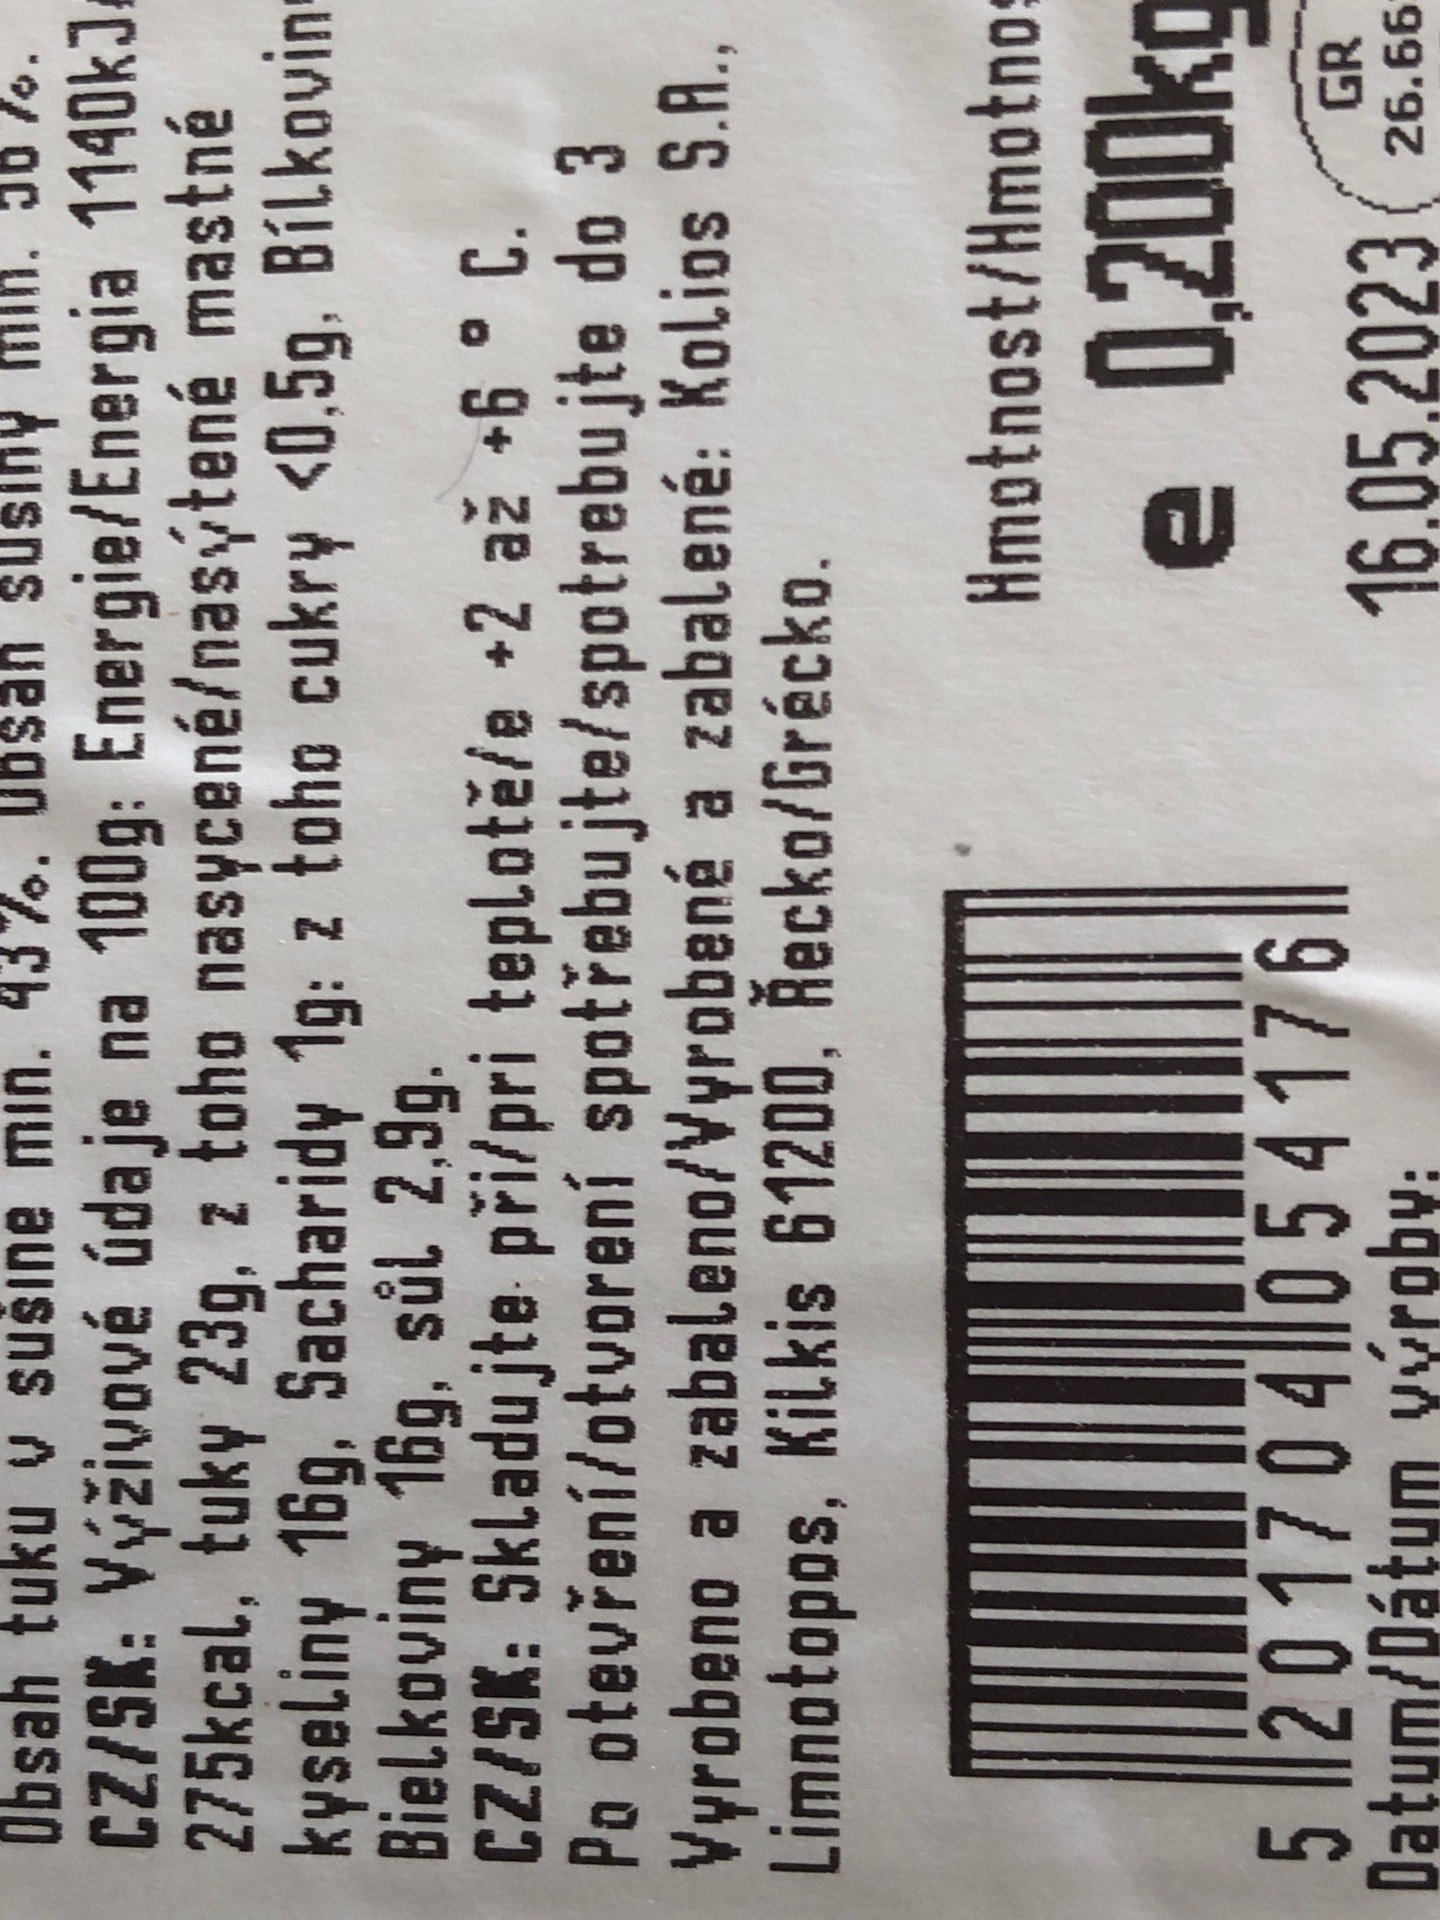 Obsah tuku v sušine min. 43%. Obsah sušiny min.
CZ/SK: Výživové údaje na 100g: Energie/Energia 1140kJ/
275kcal, tuky 23g, z toho nasycené/nasýtené mastné
kyseliny 16g, Sacharidy 1g: z toho cukry <0,5g, Bílkovin
Bielkoviny 16g, sůl 2,9g.
CZ/SK: Skladujte při/pri teplotě/e +2 až +6 ° C.
Po otevření/otvorení spotřebujte/spotrebujte do 3
Vyrobeno a zabaleno/Vyrobené a zabalené: Kolios S.A.,
Limnotopos, Kilkis 61200, Řecko/Grécko.
Hmotnost/Hmotnos
e 0,200kg
5 201704 054176
GR
26.66
Datum/Dátum výroby:
16.05.2023